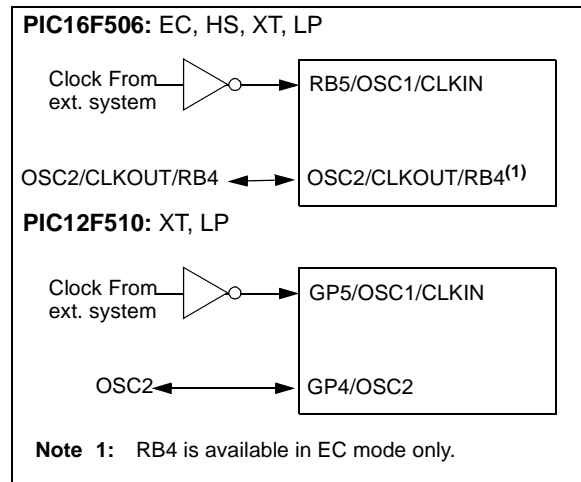 PIC16F506: EC, HS, XT, LP
Clock From
ext. system
RB5/OSC1/CLKIN
OSC2/CLKOUT/RB4
OSC2/CLKOUT/RB4(1)
PIC12F510: XT, LP
Clock From
ext. system
GP5/OSC1/CLKIN
OSC2
GP4/OSC2
Note 1: RB4 is available in EC mode only.